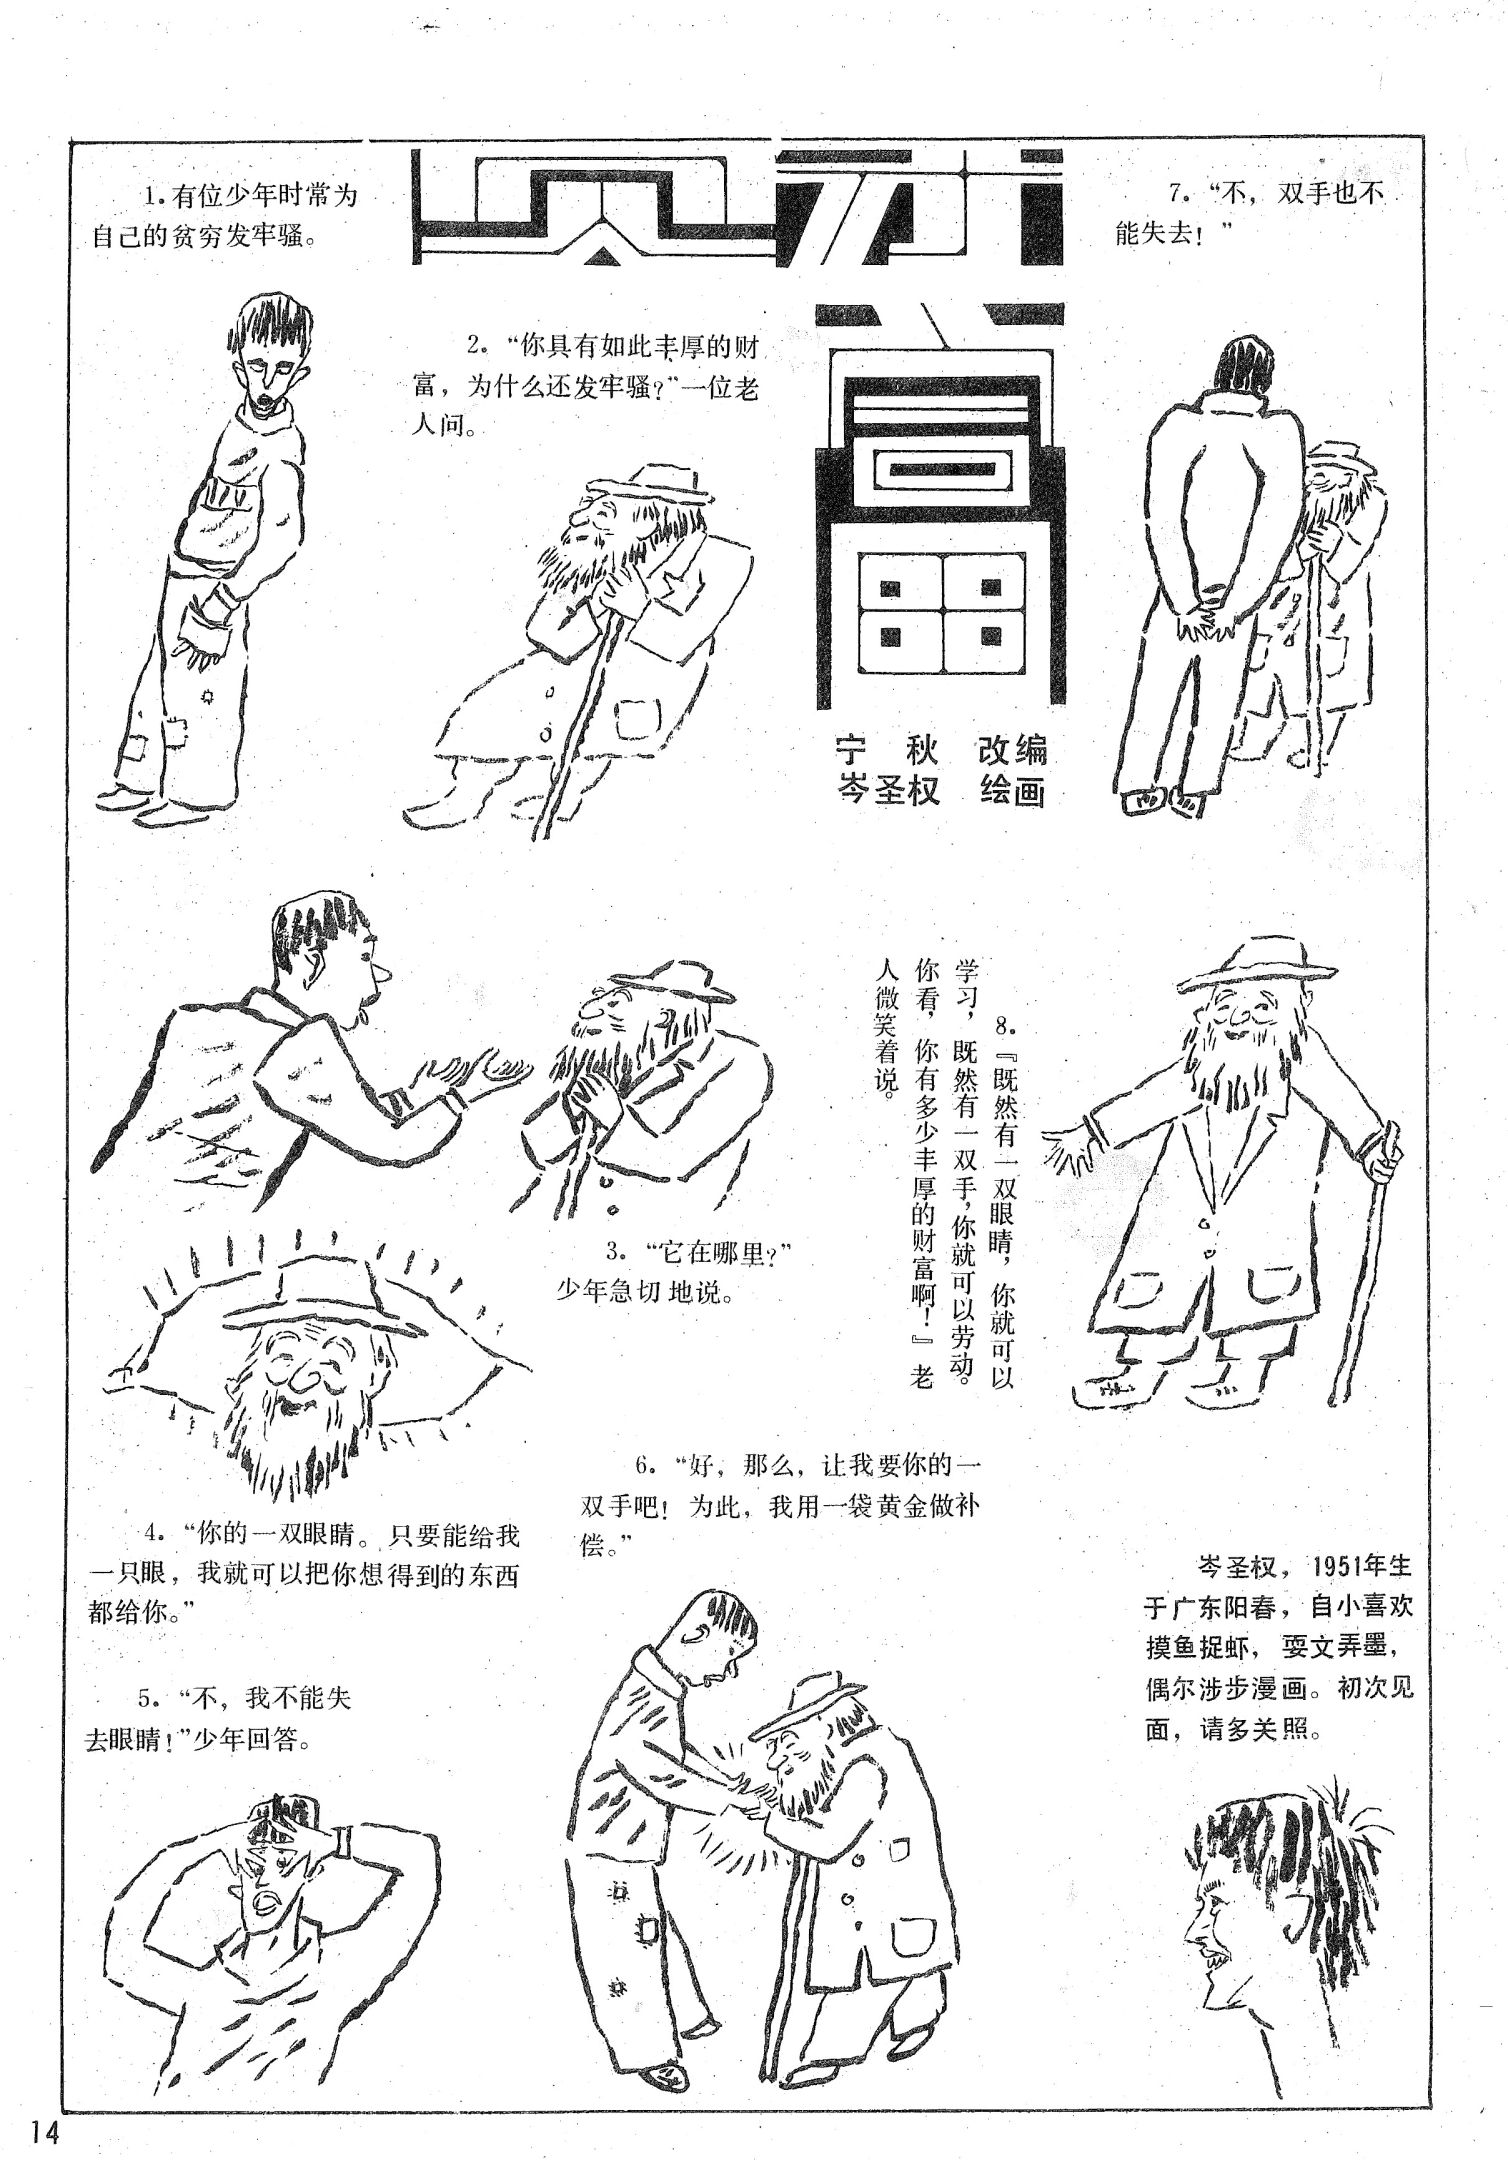 财富
宁 秋 改编
岑圣权 绘画
1.有位少年时常为
自己的贫穷发牢骚。
2.“你具有如此丰厚的财
富，为什么还发牢骚？”一位老
人问。
3.“它在哪里？”
少年急切地说。
4.“你的一双眼睛。只要能给我
一只眼，我就可以把你想得到的东西
都给你。”
5.“不，我不能失
去眼睛！”少年回答。
6.“好，那么，让我要你的一
双手吧！为此，我用一袋黄金做补
偿。”
7.“不，双手也不
能失去！”
8.『既然有一双眼睛，你就可以
学习，既然有一双手，你就可以劳动。
你看，你有多少丰厚的财富啊！』老
人微笑着说。
岑圣权，1951年生
于广东阳春，自小喜欢
摸鱼捉虾，耍文弄墨，
偶尔涉步漫画。初次见
面，请多关照。
14